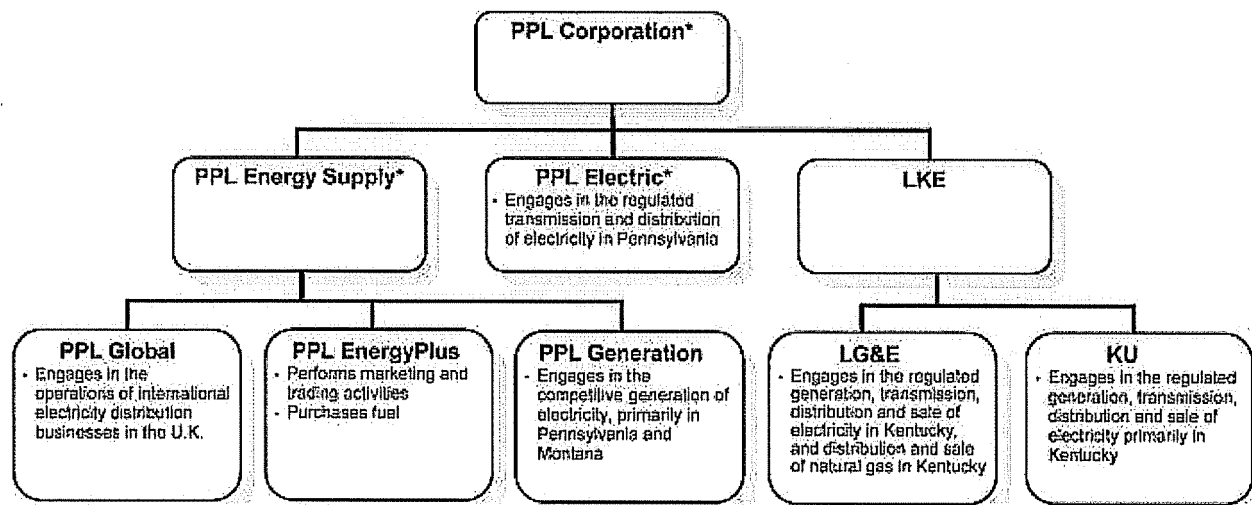 PPL Corporation*
PPL Energy Supply*
PPL Electric*
- Engages in the regulated
transmission and distribution
of electricity in Pennsylvania
LKE
PPL Global
- Engages in the
operations of international
electricity distribution
businesses in the U.K.
PPL EnergyPlus
- Performs marketing and
trading activities
- Purchases fuel
PPL Generation
- Engages in the
competitive generation of
electricity, primarily in
Pennsylvania and
Montana
LG&E
- Engages in the regulated
generation, transmission,
distribution and sale of
electricity in Kentucky,
and distribution and sale
of natural gas in Kentucky
KU
- Engages in the regulated
generation, transmission,
distribution and sale of
electricity primarily in
Kentucky